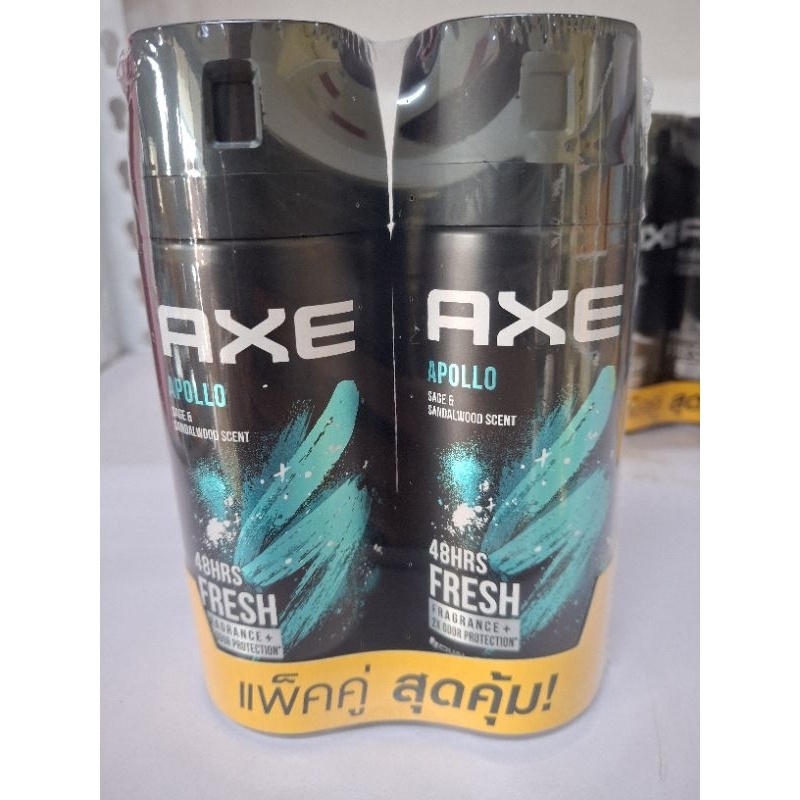 AXE
APOLLO
SAGE &
SANDALWOOD SCENT
48HRS
FRESH
FRAGRANCE +
ODOR PROTECTION*
AXE
APOLLO
SAGE &
SANDALWOOD SCENT
48HRS
FRESH
FRAGRANCE +
2X ODOR PROTECTION*
แพ็คคู่ สุดคุ้ม!